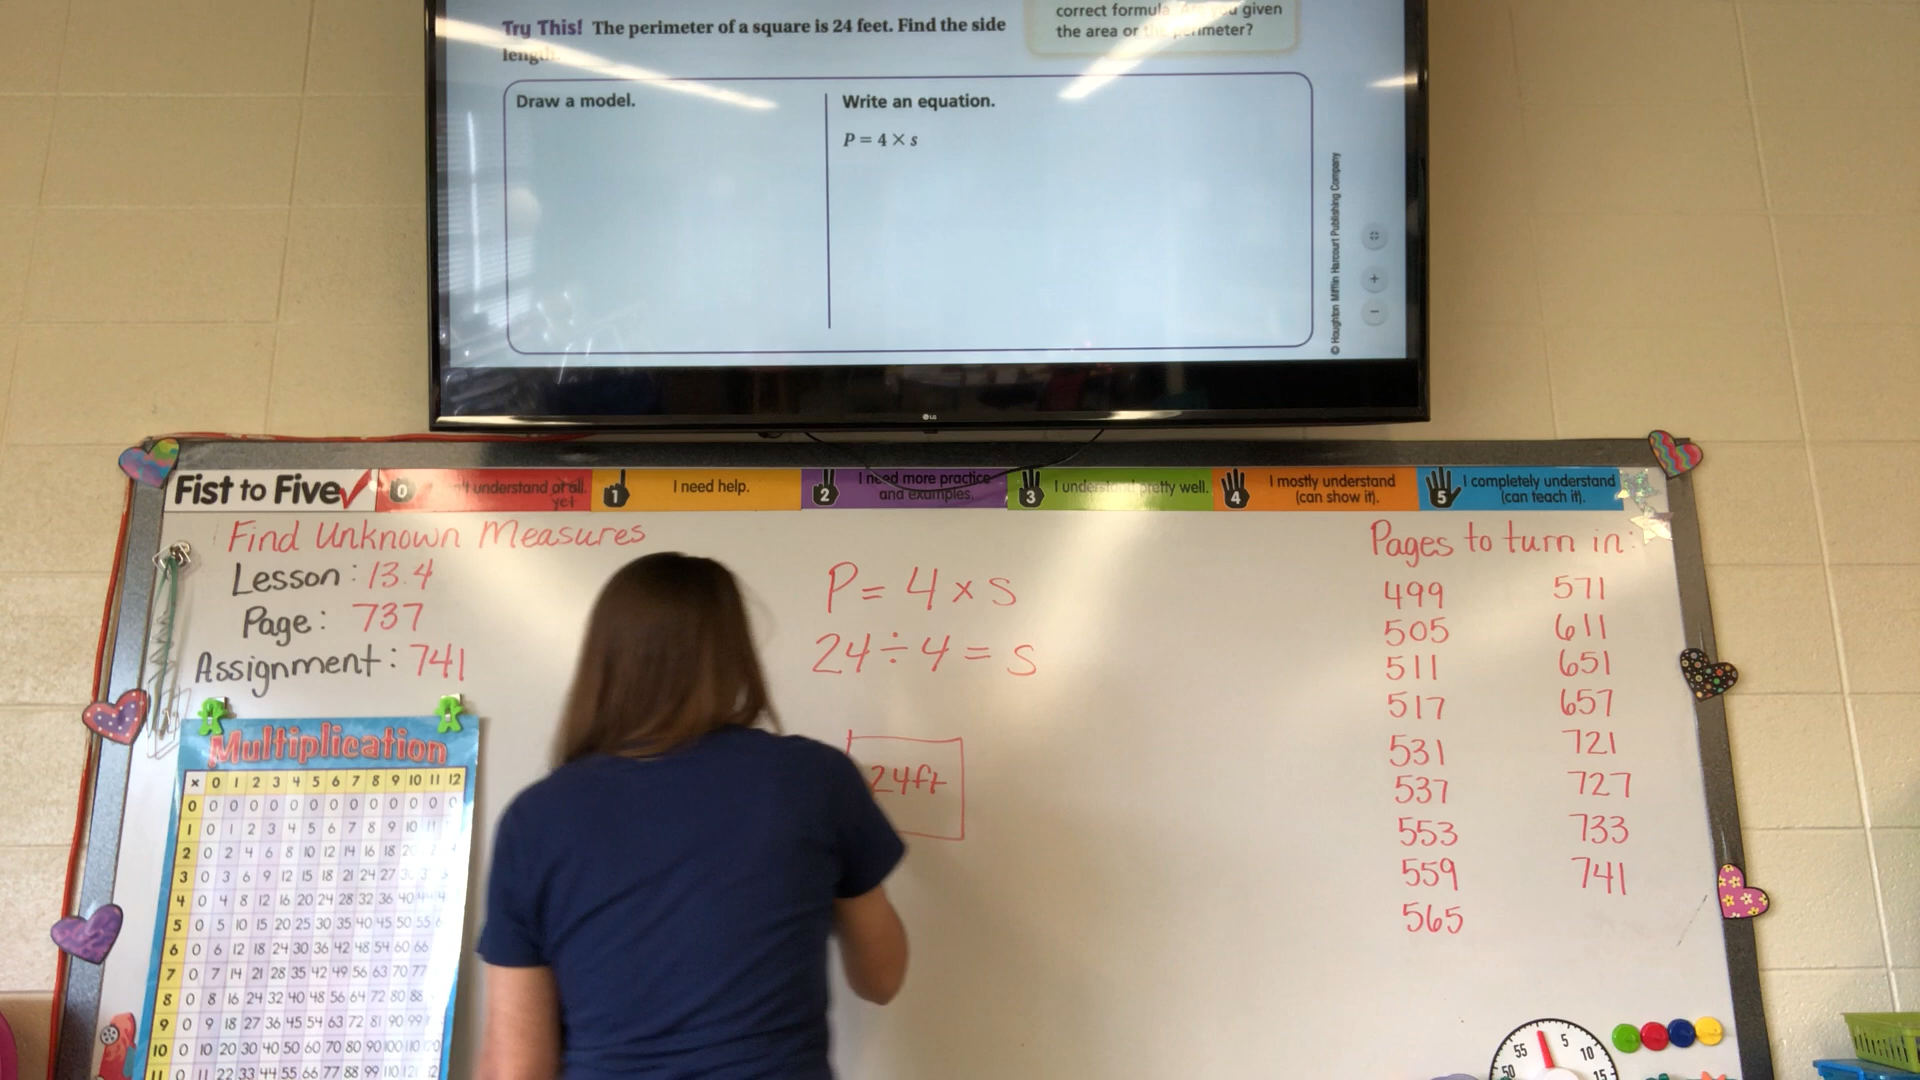 Try This! The perimeter of a square is 24 feet. Find the side
length.
correct formula. Are you given
the area or the perimeter?
Draw a model.
Write an equation.
P = 4 × s
© Houghton Mifflin Harcourt Publishing Company
LG
Fist to Five
0 't understand at all. yet
1 I need help.
2 I need more practice
and examples.
3 I understand pretty well.
4 I mostly understand
(can show it).
5 I completely understand
(can teach it).
Find Unknown Measures
Lesson: 13.4
Page: 737
Assignment: 741
P = 4 × s
24 ÷ 4 = s
24ft
Pages to turn in:
499 571
505 611
511 651
517 657
531 721
537 727
553 733
559 741
565
Multiplication
× 0 1 2 3 4 5 6 7 8 9 10 11 12
0 0 0 0 0 0 0 0 0 0 0 0 0 0
1 0 1 2 3 4 5 6 7 8 9 10 11
2 0 2 4 6 8 10 12 14 16 18 20
3 0 3 6 9 12 15 18 21 24 27
4 0 4 8 12 16 20 24 28 32 36 40
5 0 5 10 15 20 25 30 35 40 45 50 55
6 0 6 12 18 24 30 36 42 48 54 60 66
7 0 7 14 21 28 35 42 49 56 63 70 77
8 0 8 16 24 32 40 48 56 64 72 80 88
9 0 9 18 27 36 45 54 63 72 81 90 99
10 0 10 20 30 40 50 60 70 80 90 100 110 120
11 0 11 22 33 44 55 66 77 88 99 110 121
55 5 10
50 15